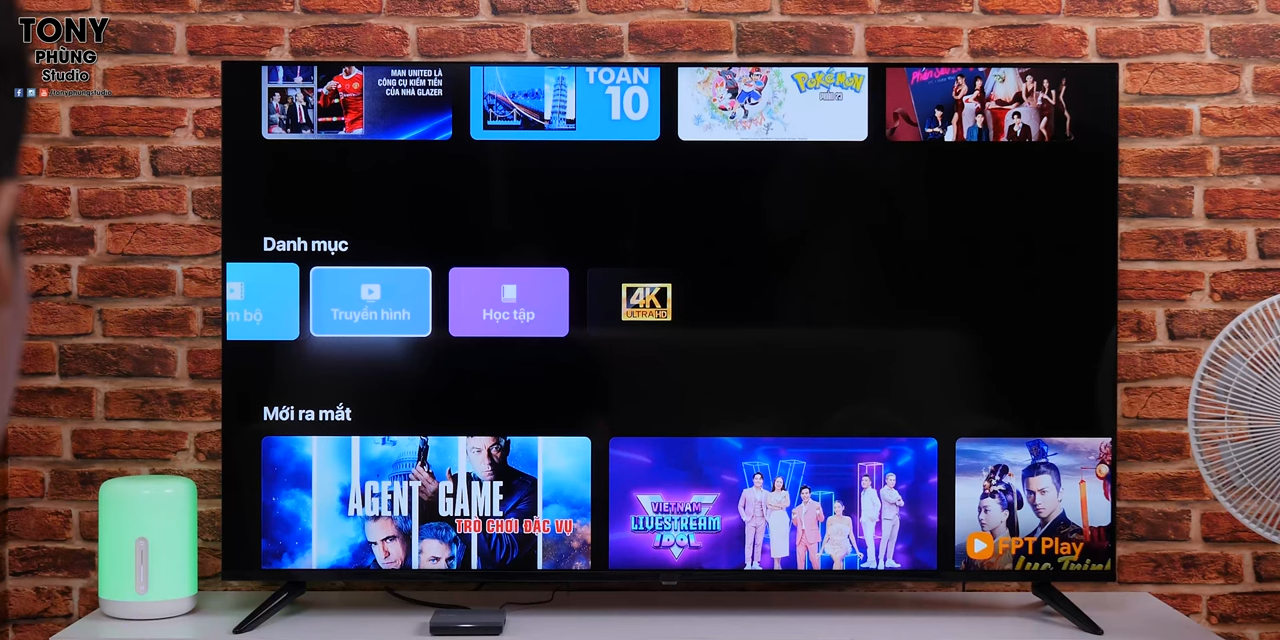 TONY
PHÙNG
Studio
/tonyphungstudio
MAN UNITED LÀ
CÔNG CỤ KIẾM TIỀN
CỦA NHÀ GLAZER
TOÁN
10
POKÉMON
PHẦN 23
Danh mục
m bộ
Truyền hình
Học tập
4K
ULTRA HD
Mới ra mắt
AGENT GAME
TRÒ CHƠI ĐẶC VỤ
VIETNAM
LIVESTREAM
IDOL
FPT Play